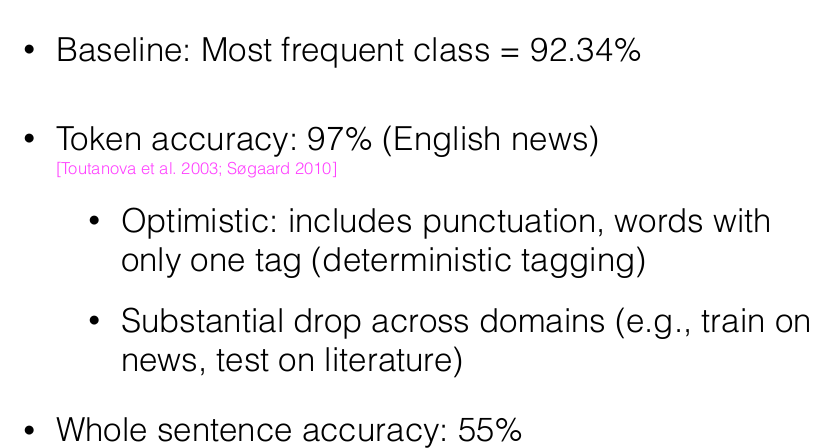 • Baseline: Most frequent class = 92.34%
• Token accuracy: 97% (English news)
[Toutanova et al. 2003; Søgaard 2010]
• Optimistic: includes punctuation, words with
only one tag (deterministic tagging)
• Substantial drop across domains (e.g., train on
news, test on literature)
• Whole sentence accuracy: 55%